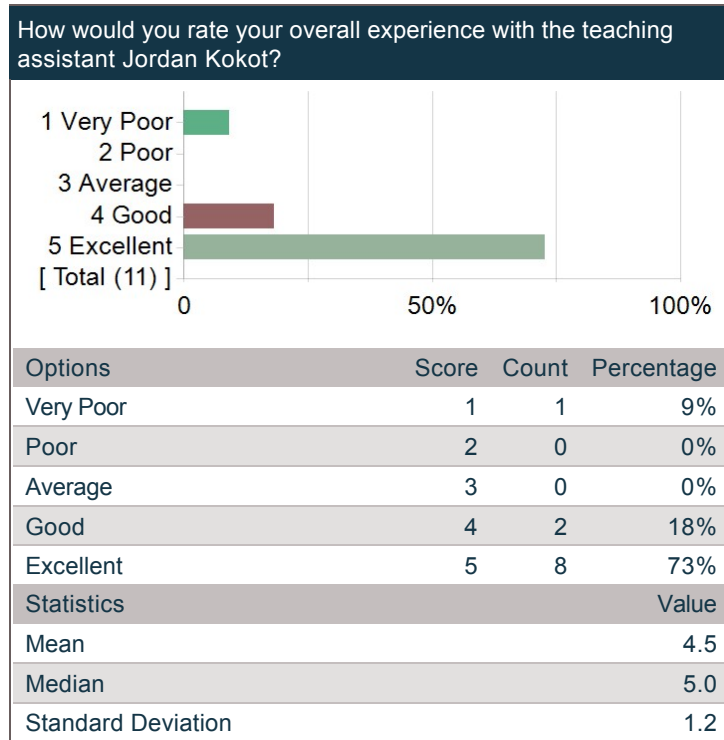 How would you rate your overall experience with the teaching
assistant Jordan Kokot?
1 Very Poor
2 Poor
3 Average
4 Good
5 Excellent
[ Total (11) ]
0 50% 100%
Options Score Count Percentage
Very Poor 1 1 9%
Poor 2 0 0%
Average 3 0 0%
Good 4 2 18%
Excellent 5 8 73%
Statistics Value
Mean 4.5
Median 5.0
Standard Deviation 1.2